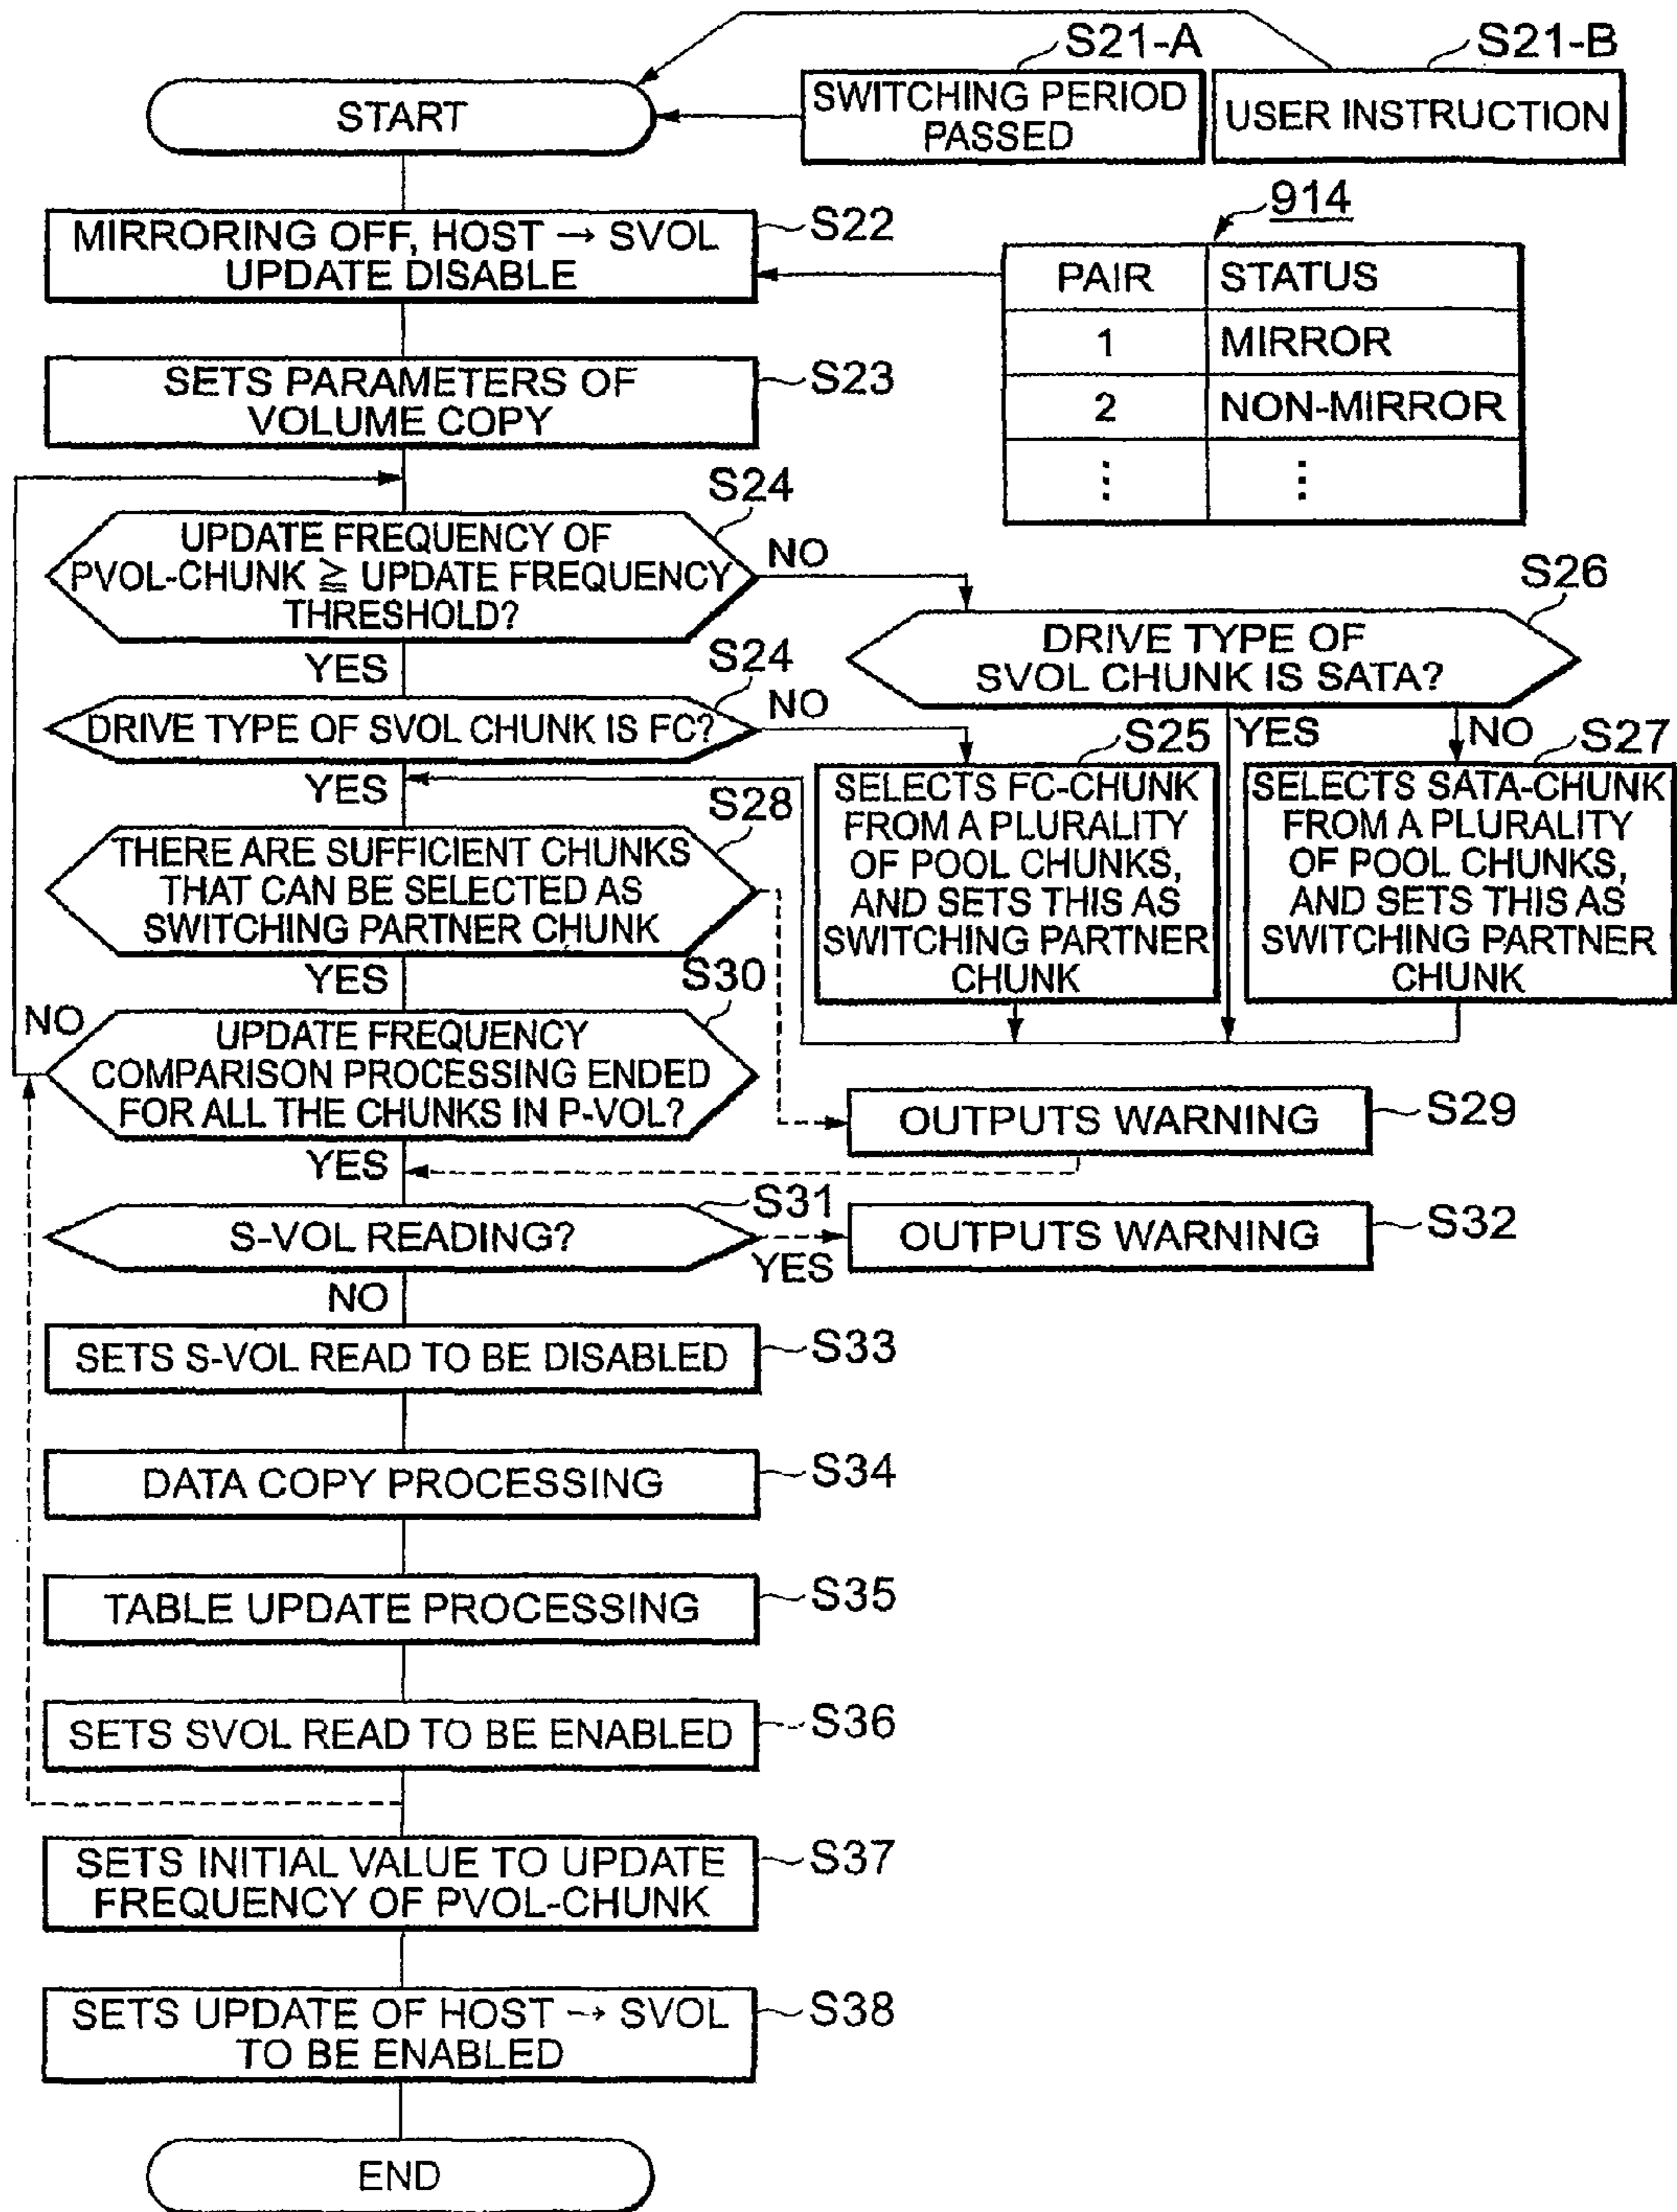 S21-A
S21-B
START
SWITCHING PERIOD
PASSED
USER INSTRUCTION
MIRRORING OFF, HOST → SVOL
UPDATE DISABLE
S22
914
PAIR
STATUS
1
MIRROR
2
NON-MIRROR
⋮
⋮
SETS PARAMETERS OF
VOLUME COPY
S23
S24
UPDATE FREQUENCY OF
PVOL-CHUNK ≧ UPDATE FREQUENCY
THRESHOLD?
NO
YES
S26
DRIVE TYPE OF
SVOL CHUNK IS SATA?
YES
NO
S24
DRIVE TYPE OF SVOL CHUNK IS FC?
NO
YES
S25
SELECTS FC-CHUNK
FROM A PLURALITY
OF POOL CHUNKS,
AND SETS THIS AS
SWITCHING PARTNER
CHUNK
S27
SELECTS SATA-CHUNK
FROM A PLURALITY
OF POOL CHUNKS,
AND SETS THIS AS
SWITCHING PARTNER
CHUNK
S28
THERE ARE SUFFICIENT CHUNKS
THAT CAN BE SELECTED AS
SWITCHING PARTNER CHUNK
YES
S30
NO
UPDATE FREQUENCY
COMPARISON PROCESSING ENDED
FOR ALL THE CHUNKS IN P-VOL?
YES
OUTPUTS WARNING
S29
S31
S-VOL READING?
YES
NO
OUTPUTS WARNING
S32
SETS S-VOL READ TO BE DISABLED
S33
DATA COPY PROCESSING
S34
TABLE UPDATE PROCESSING
S35
SETS SVOL READ TO BE ENABLED
S36
SETS INITIAL VALUE TO UPDATE
FREQUENCY OF PVOL-CHUNK
S37
SETS UPDATE OF HOST → SVOL
TO BE ENABLED
S38
END